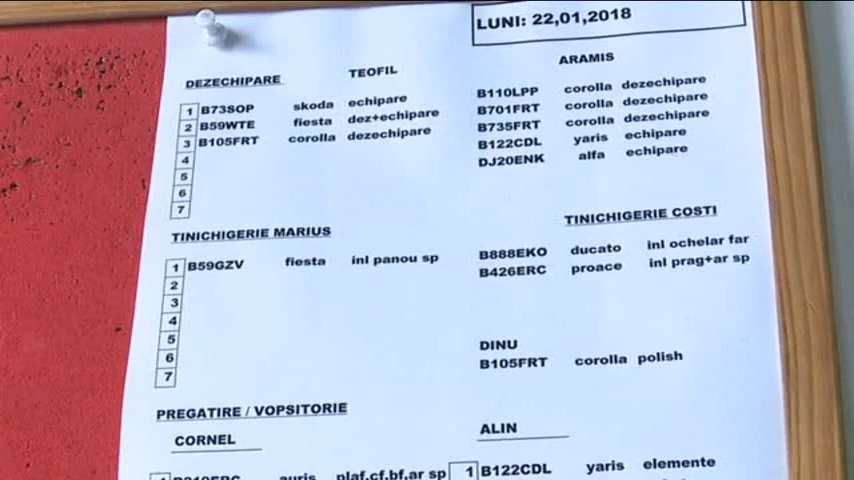 LUNI: 22,01,2018
DEZECHIPARE TEOFIL
1 B73SOP skoda echipare
2 B59WTE fiesta dez+echipare
3 B105FRT corolla dezechipare
4
5
6
7
ARAMIS
B110LPP corolla dezechipare
B701FRT corolla dezechipare
B735FRT corolla dezechipare
B122CDL yaris echipare
DJ20ENK alfa echipare
TINICHIGERIE MARIUS
1 B59GZV fiesta inl panou sp
2
3
4
5
6
7
TINICHIGERIE COSTI
B888EKO ducato inl ochelar far
B426ERC proace inl prag+ar sp
DINU
B105FRT corolla polish
PREGATIRE / VOPSITORIE
CORNEL
auris plaf,cf,bf,ar sp
ALIN
1 B122CDL yaris elemente